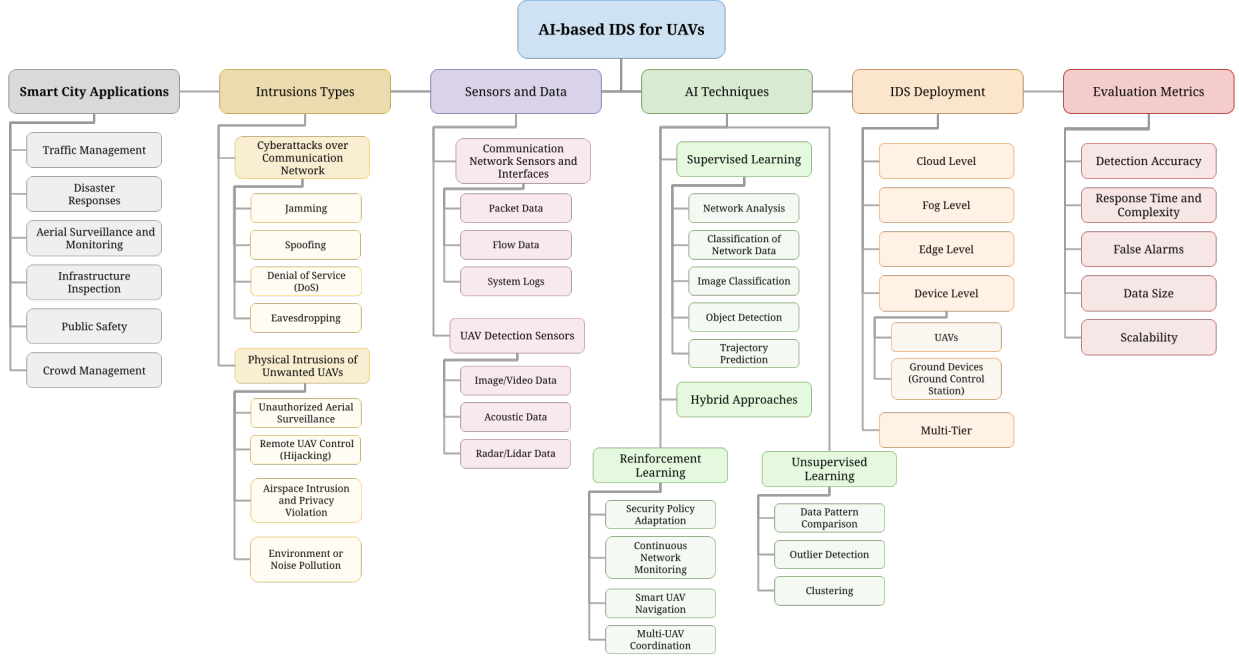 AI-based IDS for UAVs
Smart City Applications
Traffic Management
Disaster
Responses
Aerial Surveillance and
Monitoring
Infrastructure
Inspection
Public Safety
Crowd Management
Intrusions Types
Cyberattacks over
Communication
Network
Jamming
Spoofing
Denial of Service
(DoS)
Eavesdropping
Physical Intrusions of
Unwanted UAVs
Unauthorized Aerial
Surveillance
Remote UAV Control
(Hijacking)
Airspace Intrusion
and Privacy
Violation
Environment or
Noise Pollution
Sensors and Data
Communication
Network Sensors and
Interfaces
Packet Data
Flow Data
System Logs
UAV Detection Sensors
Image/Video Data
Acoustic Data
Radar/Lidar Data
AI Techniques
Supervised Learning
Network Analysis
Classification of
Network Data
Image Classification
Object Detection
Trajectory
Prediction
Hybrid Approaches
Reinforcement
Learning
Security Policy
Adaptation
Continuous
Network
Monitoring
Smart UAV
Navigation
Multi-UAV
Coordination
Unsupervised
Learning
Data Pattern
Comparison
Outlier Detection
Clustering
IDS Deployment
Cloud Level
Fog Level
Edge Level
Device Level
UAVs
Ground Devices
(Ground Control
Station)
Multi-Tier
Evaluation Metrics
Detection Accuracy
Response Time and
Complexity
False Alarms
Data Size
Scalability